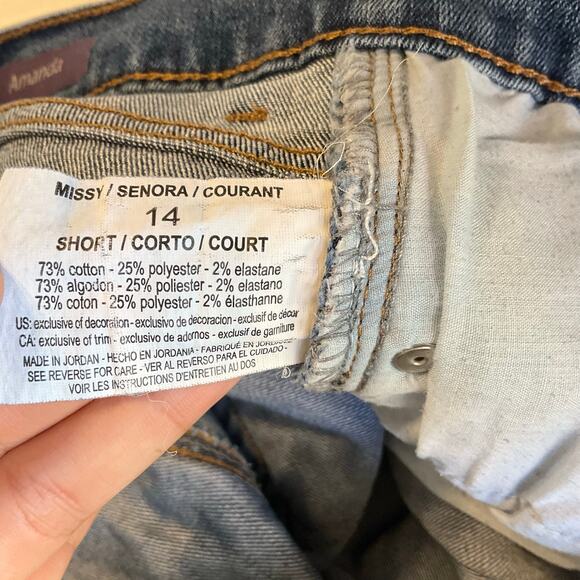 Amanda
MISSY / SENORA / COURANT
14
SHORT / CORTO / COURT
73% cotton - 25% polyester - 2% elastane
73% algodon - 25% poliester - 2% elastano
73% coton - 25% polyester - 2% élasthanne
US: exclusive of decoration - exclusivo de decoracion - exclusif de décor
CA: exclusive of trim - exclusivo de adornos - exclusif de garniture
MADE IN JORDAN - HECHO EN JORDANIA - FABRIQUÉ EN
SEE REVERSE FOR CARE - VER AL REVERSO PARA EL CUIDADO -
VOIR LES INSTRUCTIONS D'ENTRETIEN AU DOS